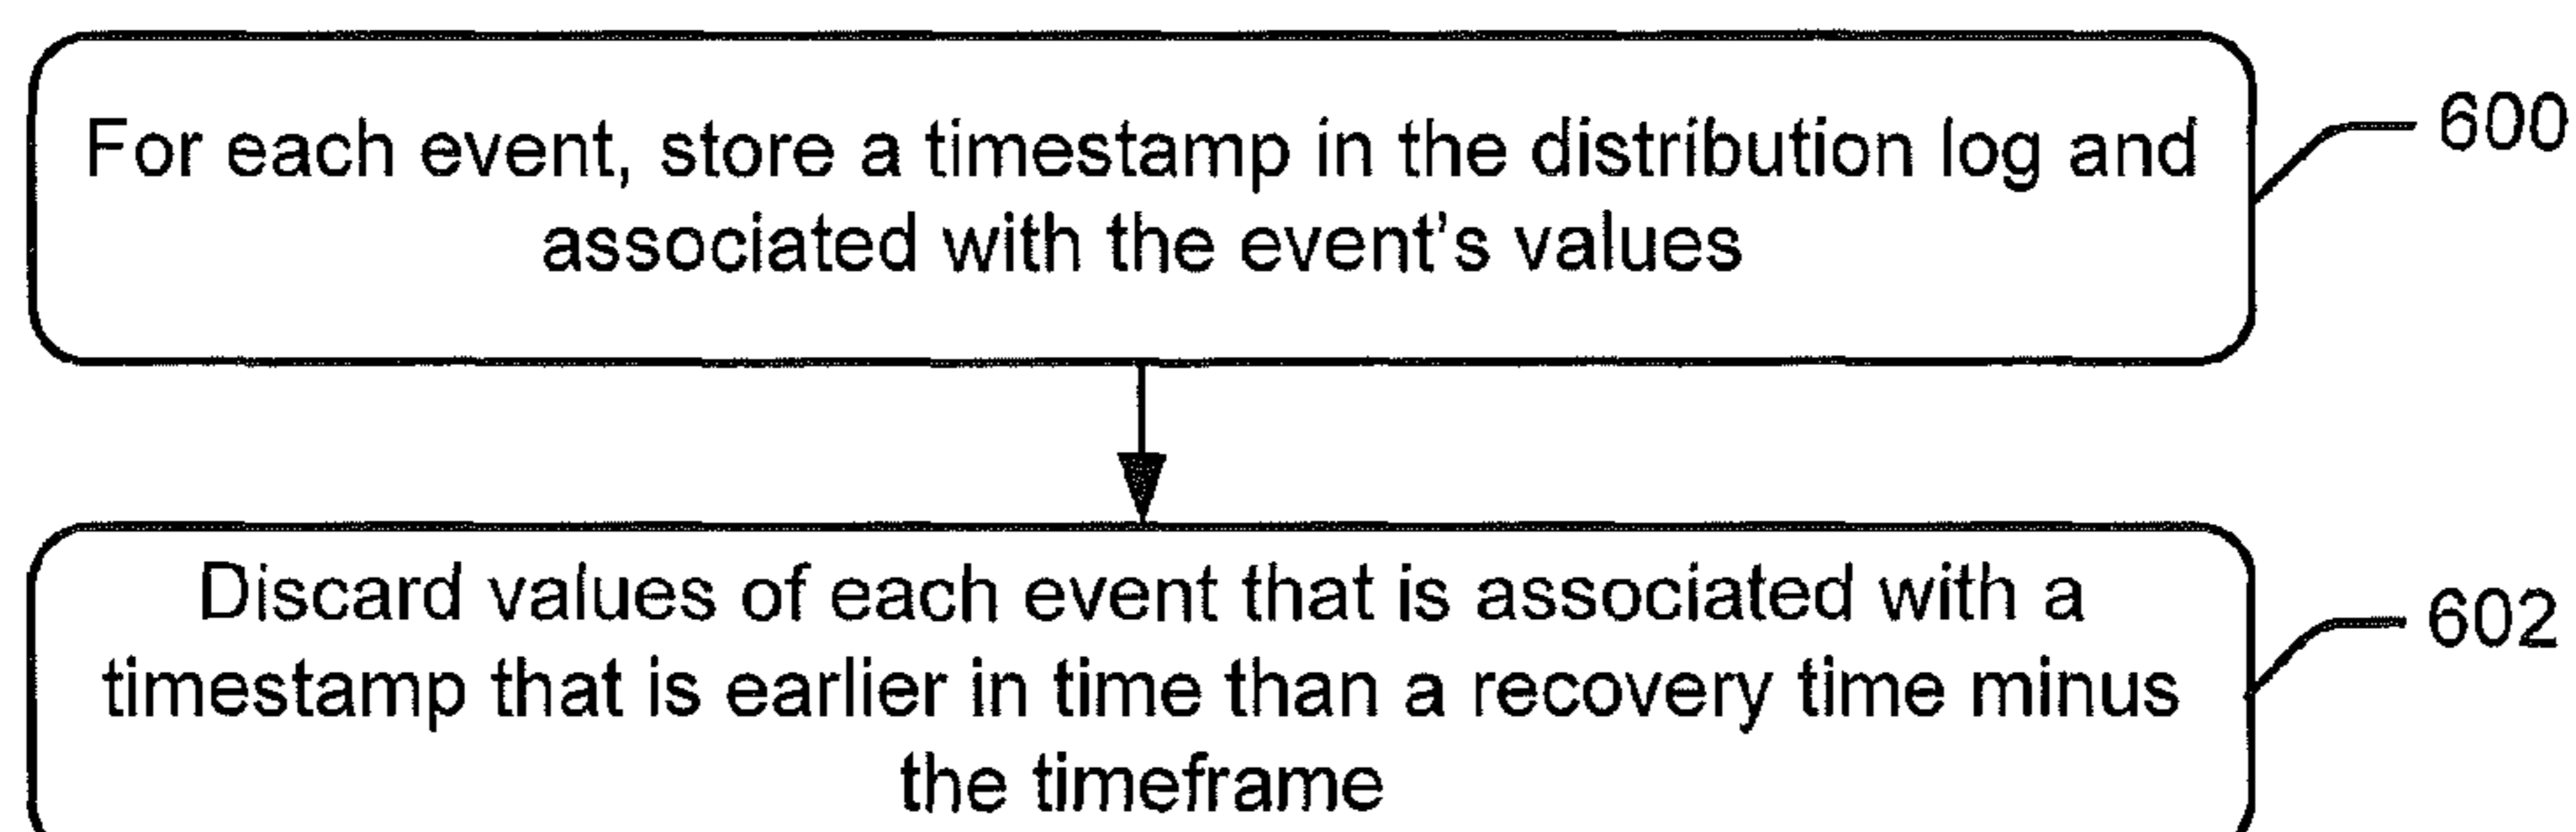 For each event, store a timestamp in the distribution log and
associated with the event's values
600
Discard values of each event that is associated with a
timestamp that is earlier in time than a recovery time minus
the timeframe
602